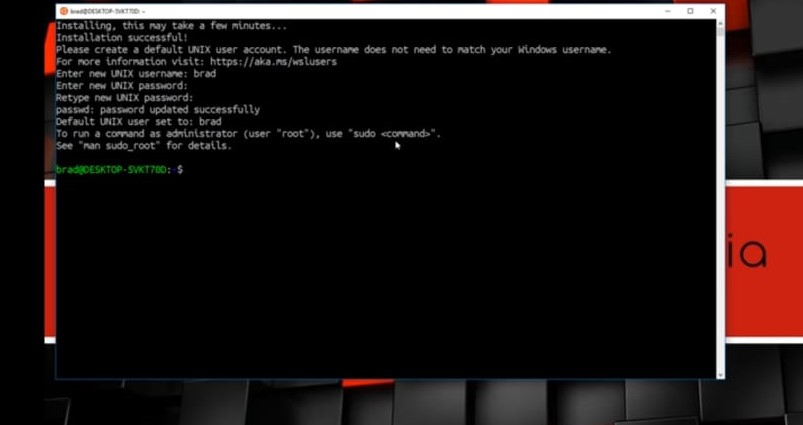 brad@DESKTOP-5VKT70D: ~
Installing, this may take a few minutes...
Installation successful!
Please create a default UNIX user account. The username does not need to match your Windows username.
For more information visit: https://aka.ms/wslusers
Enter new UNIX username: brad
Enter new UNIX password:
Retype new UNIX password:
passwd: password updated successfully
Default UNIX user set to: brad
To run a command as administrator (user "root"), use "sudo <command>".
See "man sudo_root" for details.
brad@DESKTOP-5VKT70D:~$
ia